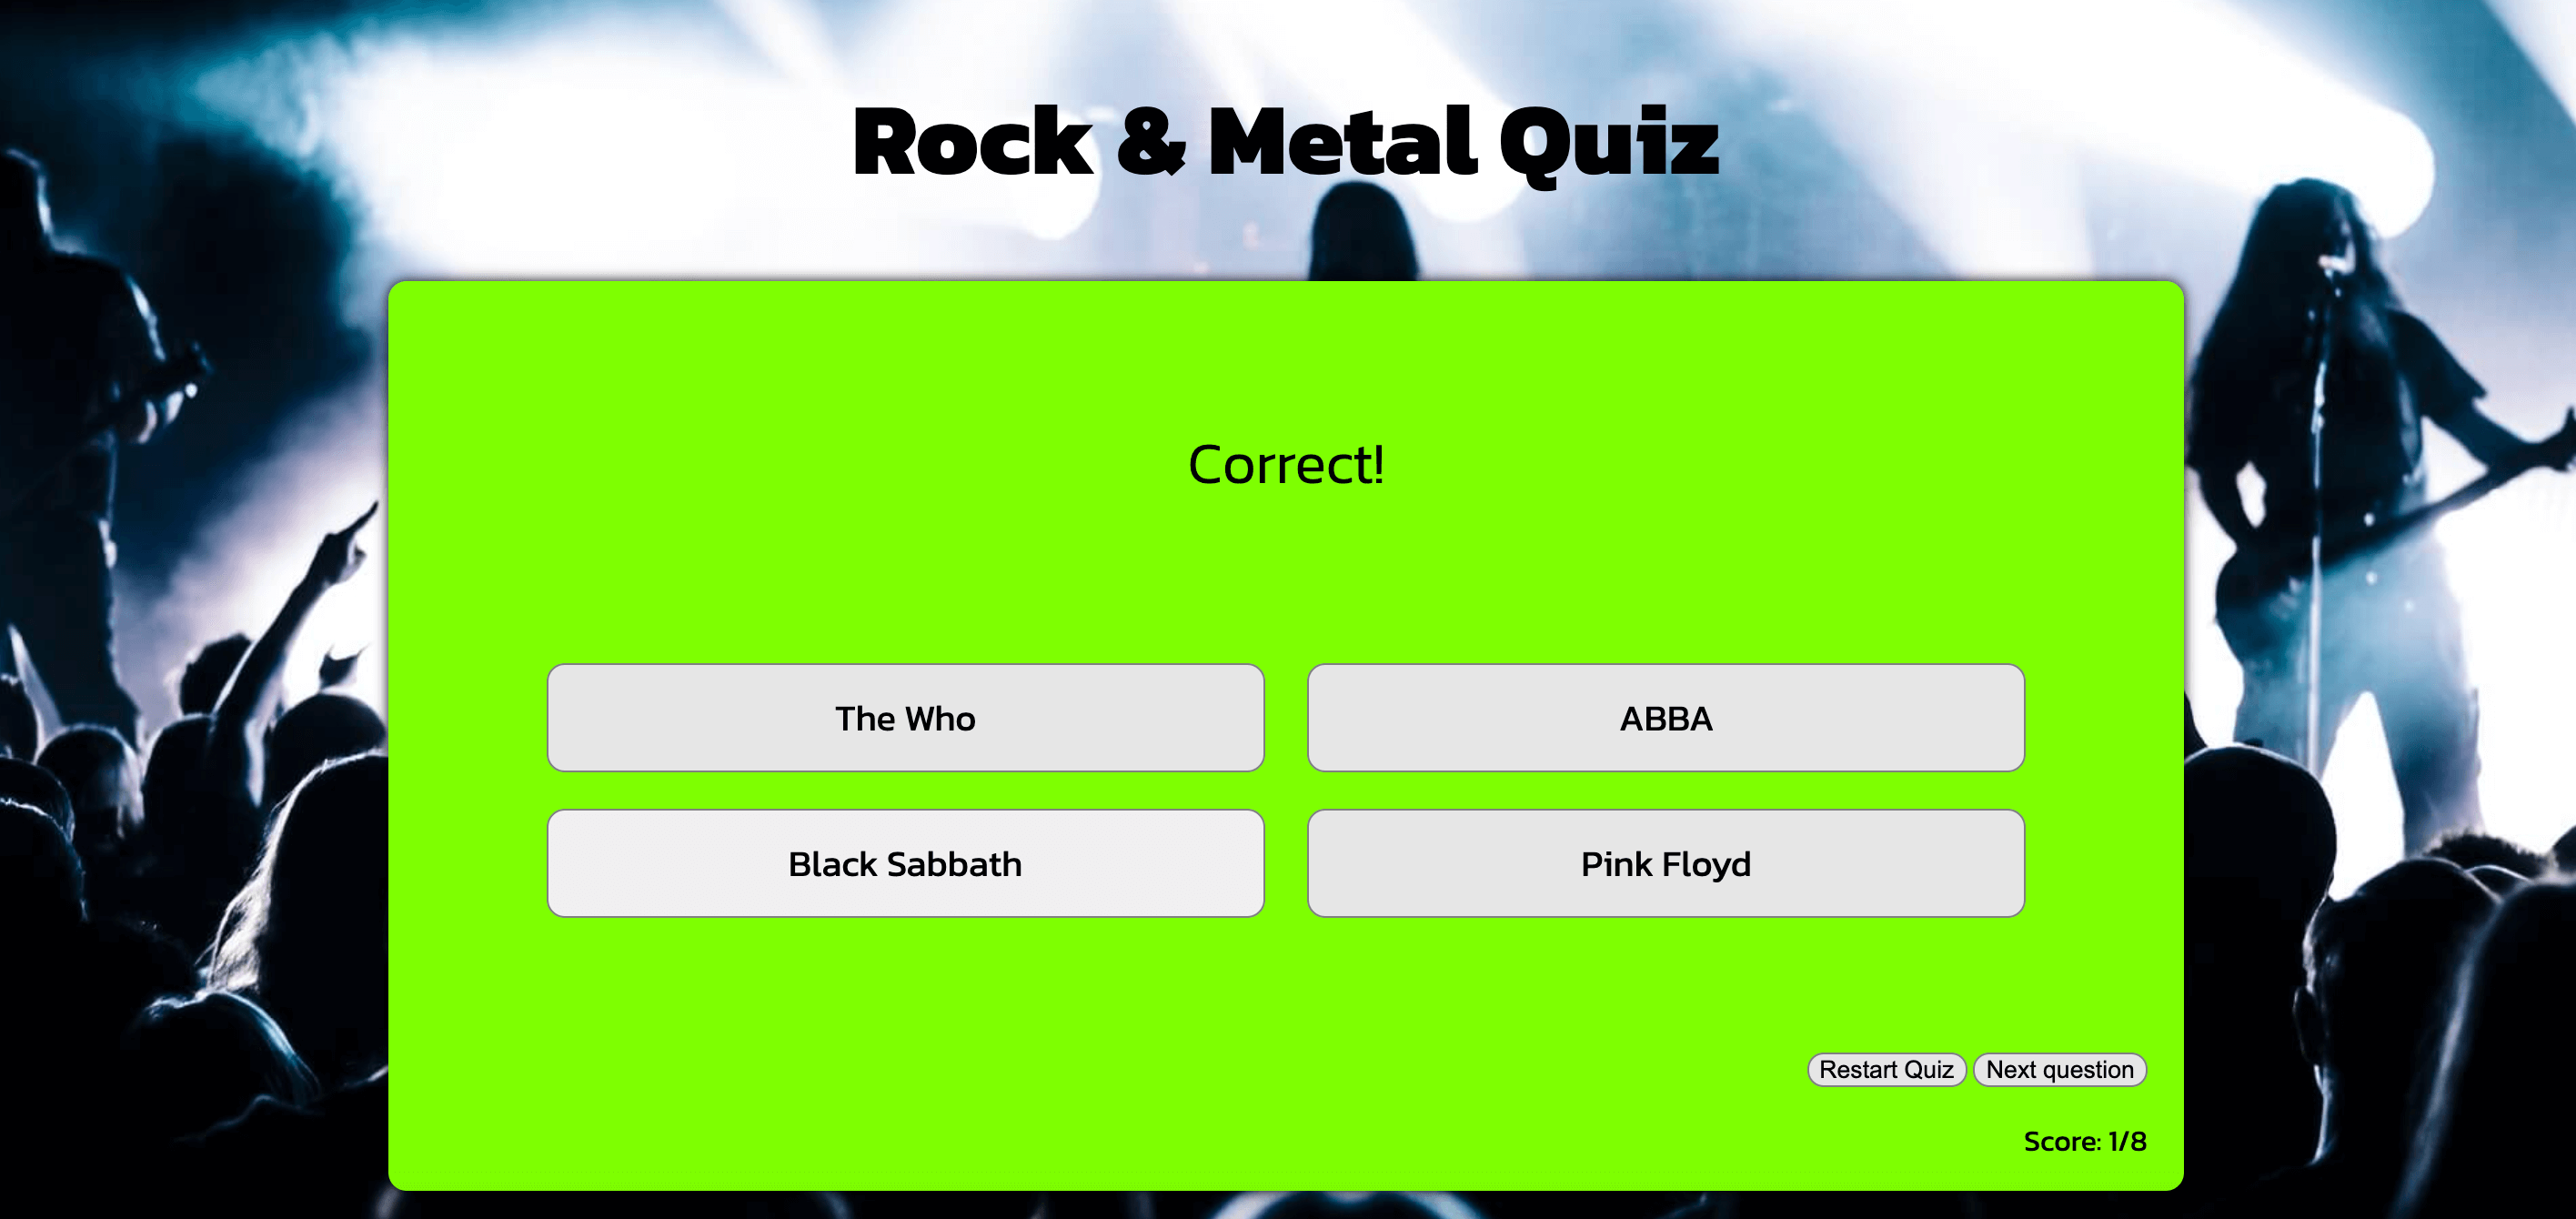 Rock & Metal Quiz
Correct!
The Who
ABBA
Black Sabbath
Pink Floyd
Restart Quiz
Next question
Score: 1/8